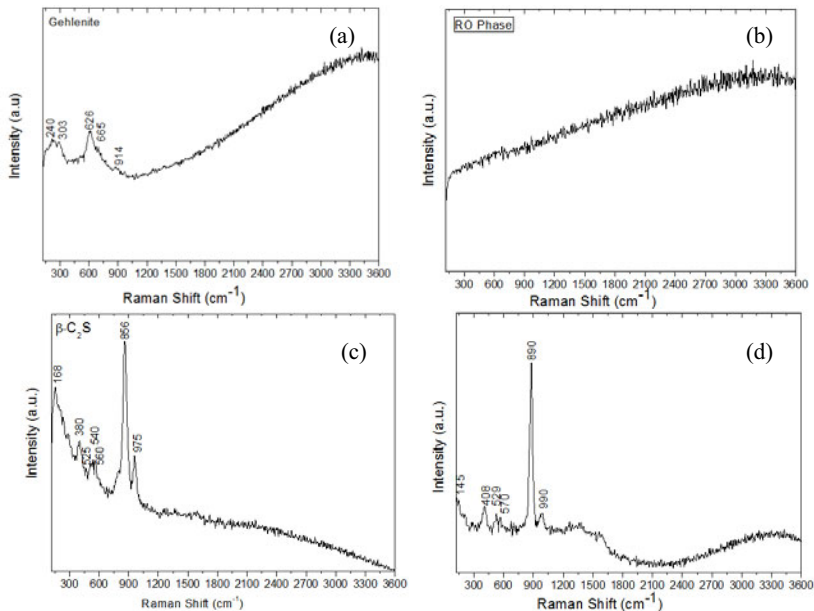 Gehlenite
(a)
240
303
626
665
914
Intensity (a.u)
300 600 900 1200 1500 1800 2100 2400 2700 3000 3300 3600
Raman Shift (cm⁻¹)
RO Phase
(b)
Intensity (a.u.)
300 600 900 1200 1500 1800 2100 2400 2700 3000 3300 3600
Raman Shift (cm⁻¹)
β-C₂S
(c)
168
380
525
540
560
856
975
Intensity (a.u.)
300 600 900 1200 1500 1800 2100 2400 2700 3000 3300 3600
Raman Shift (cm⁻¹)
(d)
145
408
529
570
890
990
Intensity (a.u.)
300 600 900 1200 1500 1800 2100 2400 2700 3000 3300 3600
Raman Shift (cm⁻¹)